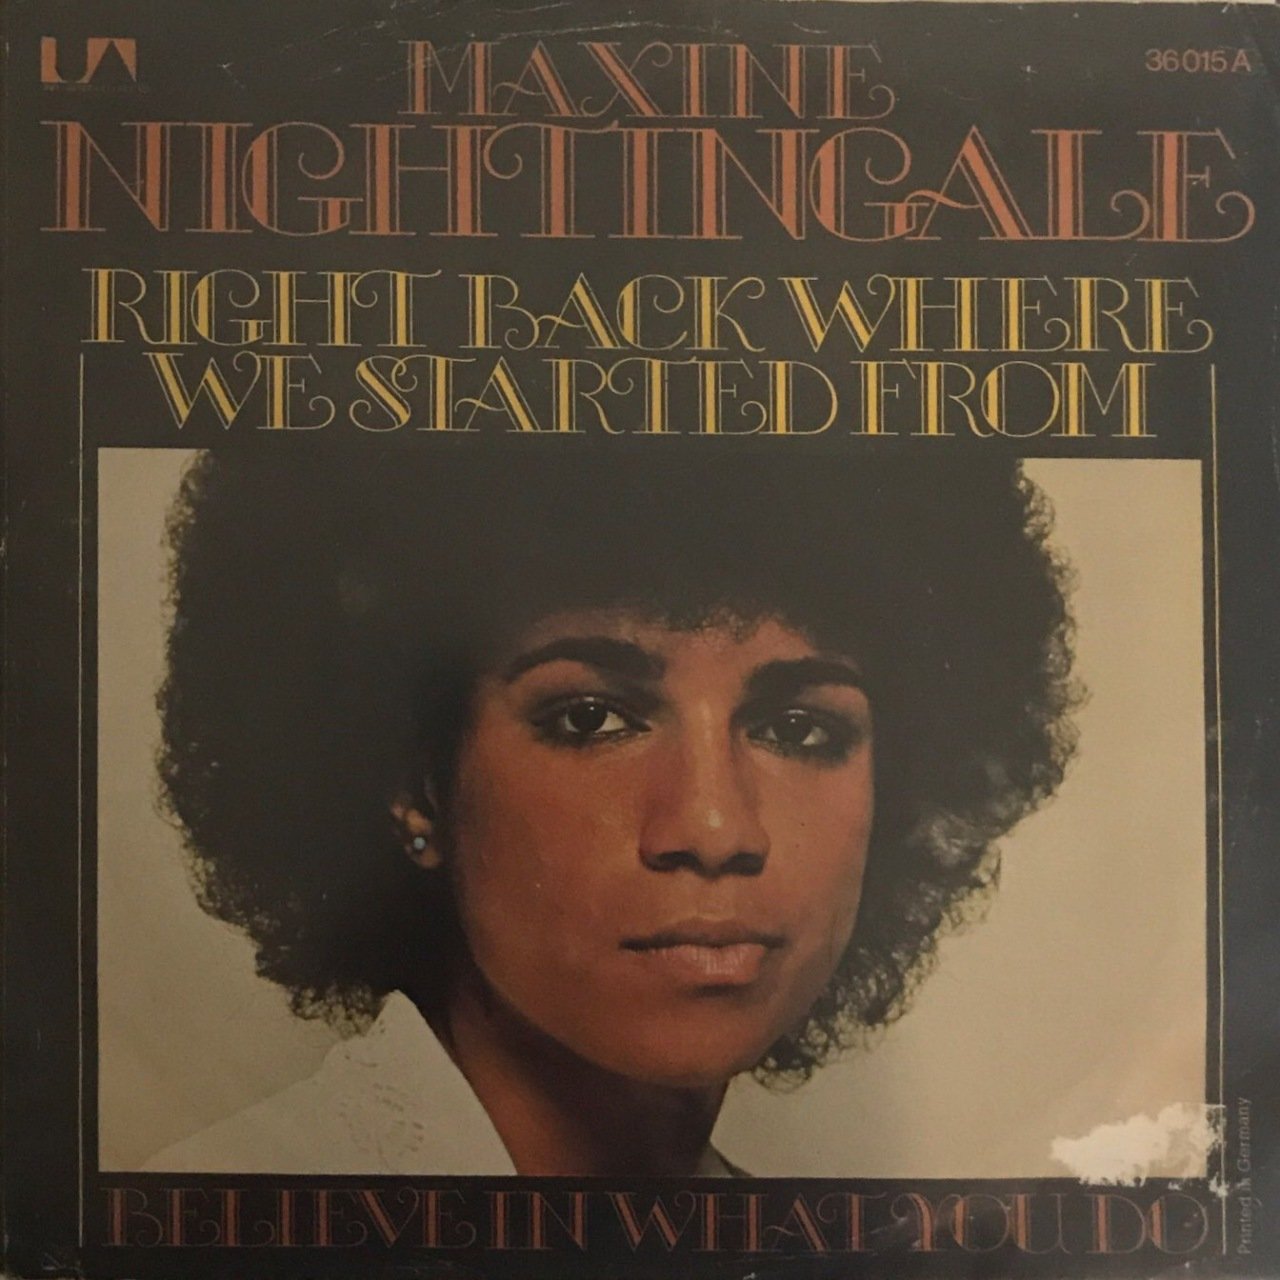 UA
MAXINE
36 015 A
NIGHTINGALE
RIGHT BACK WHERE
WE STARTED FROM
BELIEVE IN WHAT YOU DO
Printed in Germany